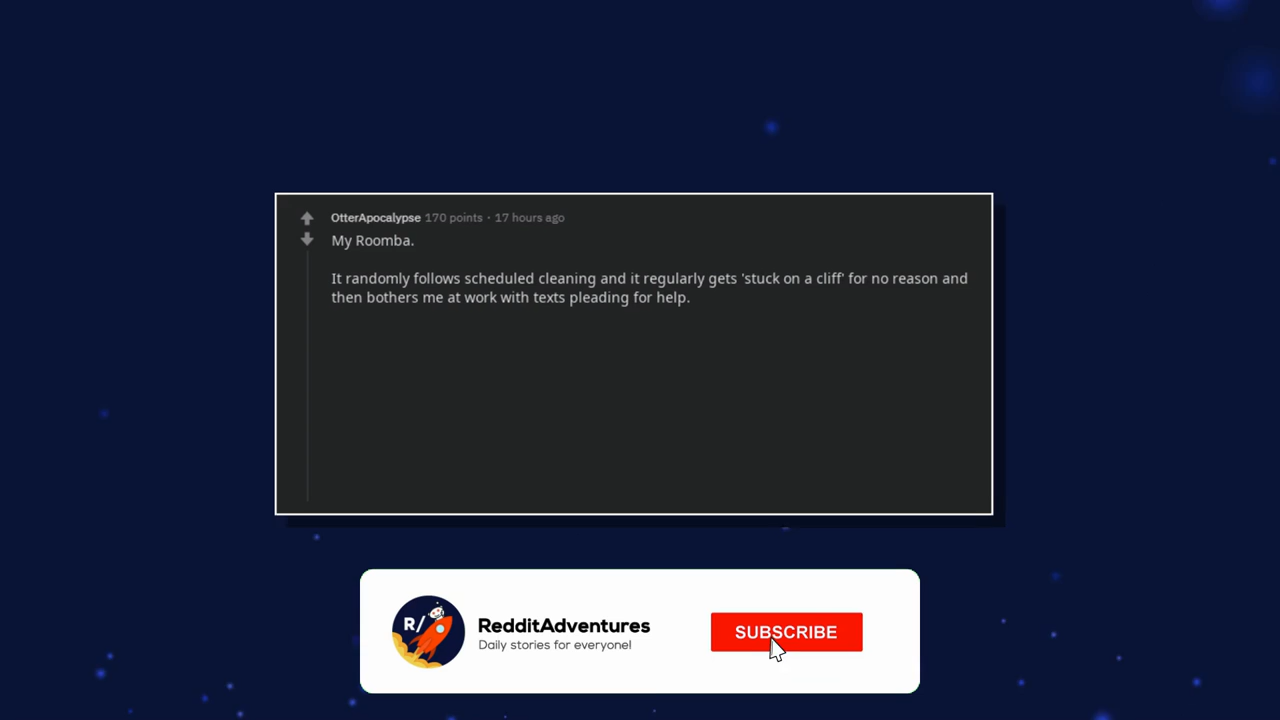 OtterApocalypse 170 points · 17 hours ago
My Roomba.
It randomly follows scheduled cleaning and it regularly gets 'stuck on a cliff' for no reason and
then bothers me at work with texts pleading for help.
R/
RedditAdventures
Daily stories for everyone!
SUBSCRIBE